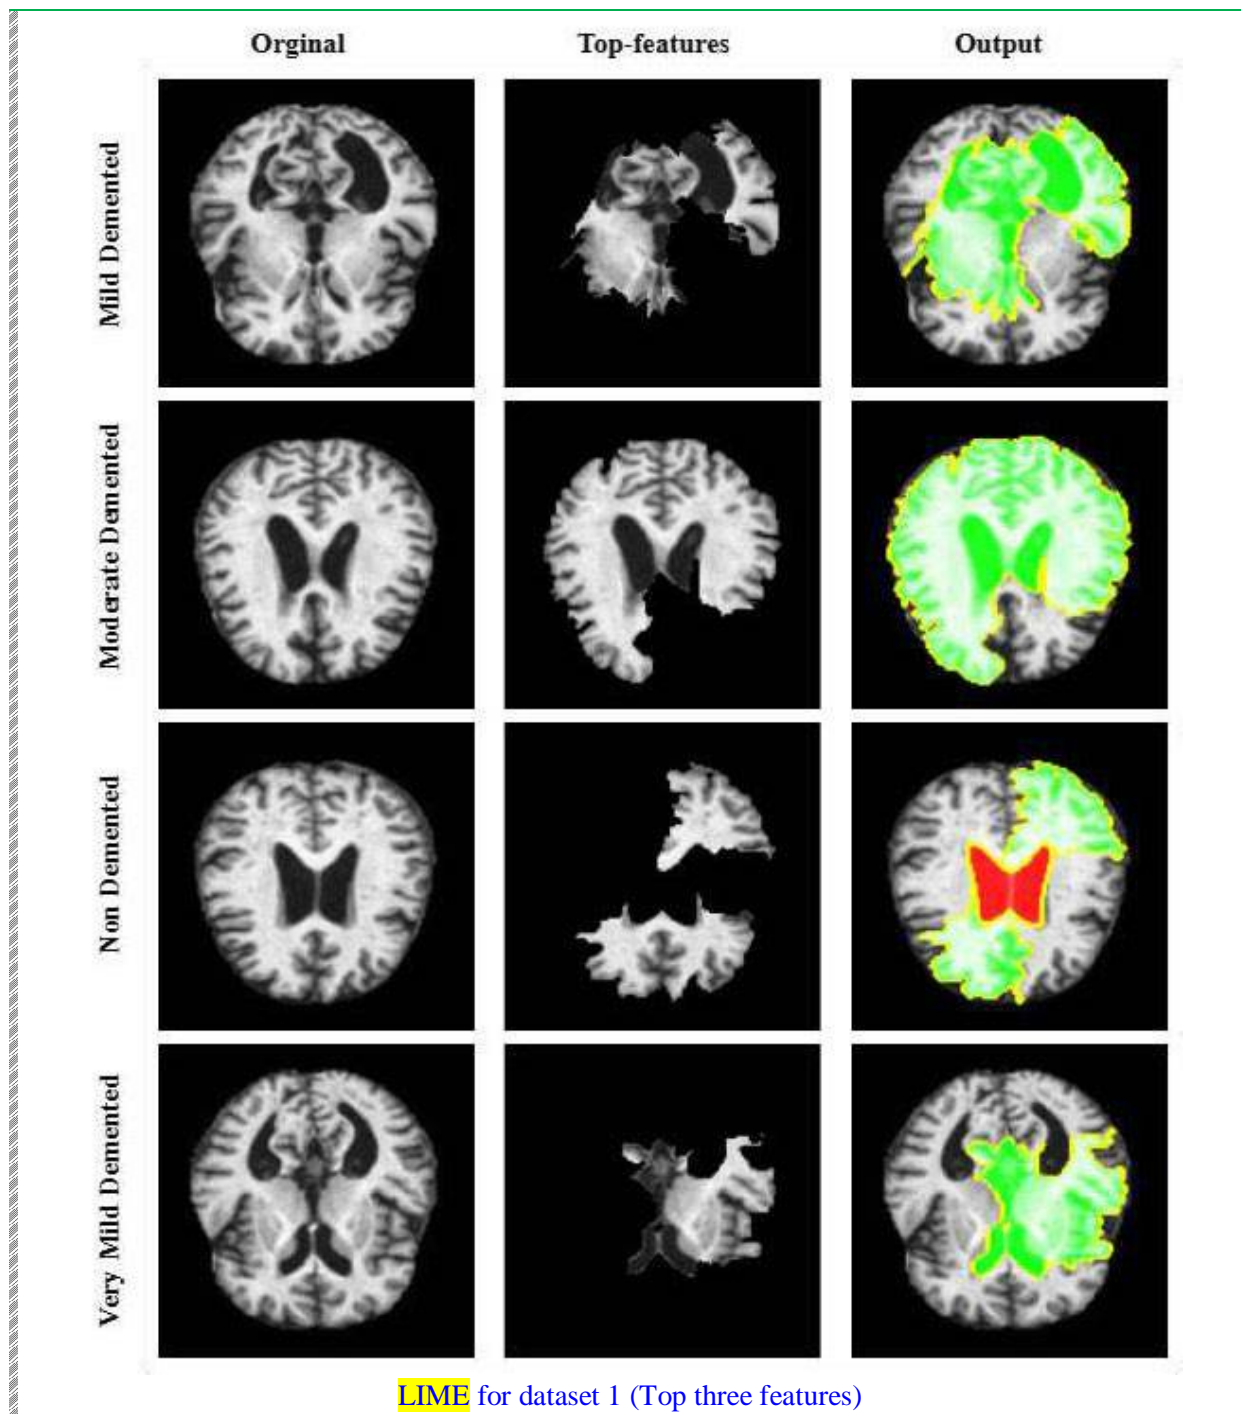 Orginal Top-features Output
Mild Demented
Moderate Demented
Non Demented
Very Mild Demented
LIME for dataset 1 (Top three features)